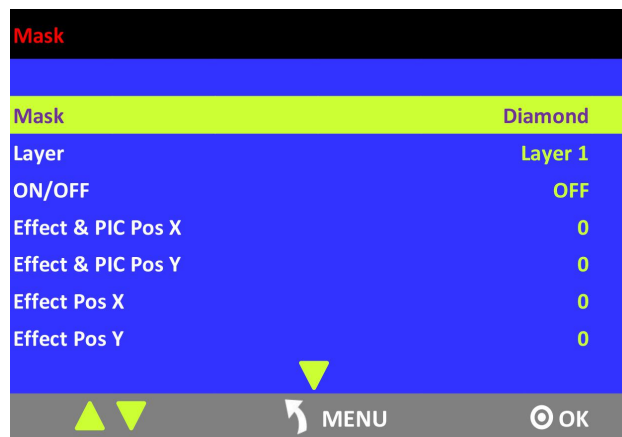 Mask
Mask Diamond
Layer Layer 1
ON/OFF OFF
Effect & PIC Pos X 0
Effect & PIC Pos Y 0
Effect Pos X 0
Effect Pos Y 0
MENU OK